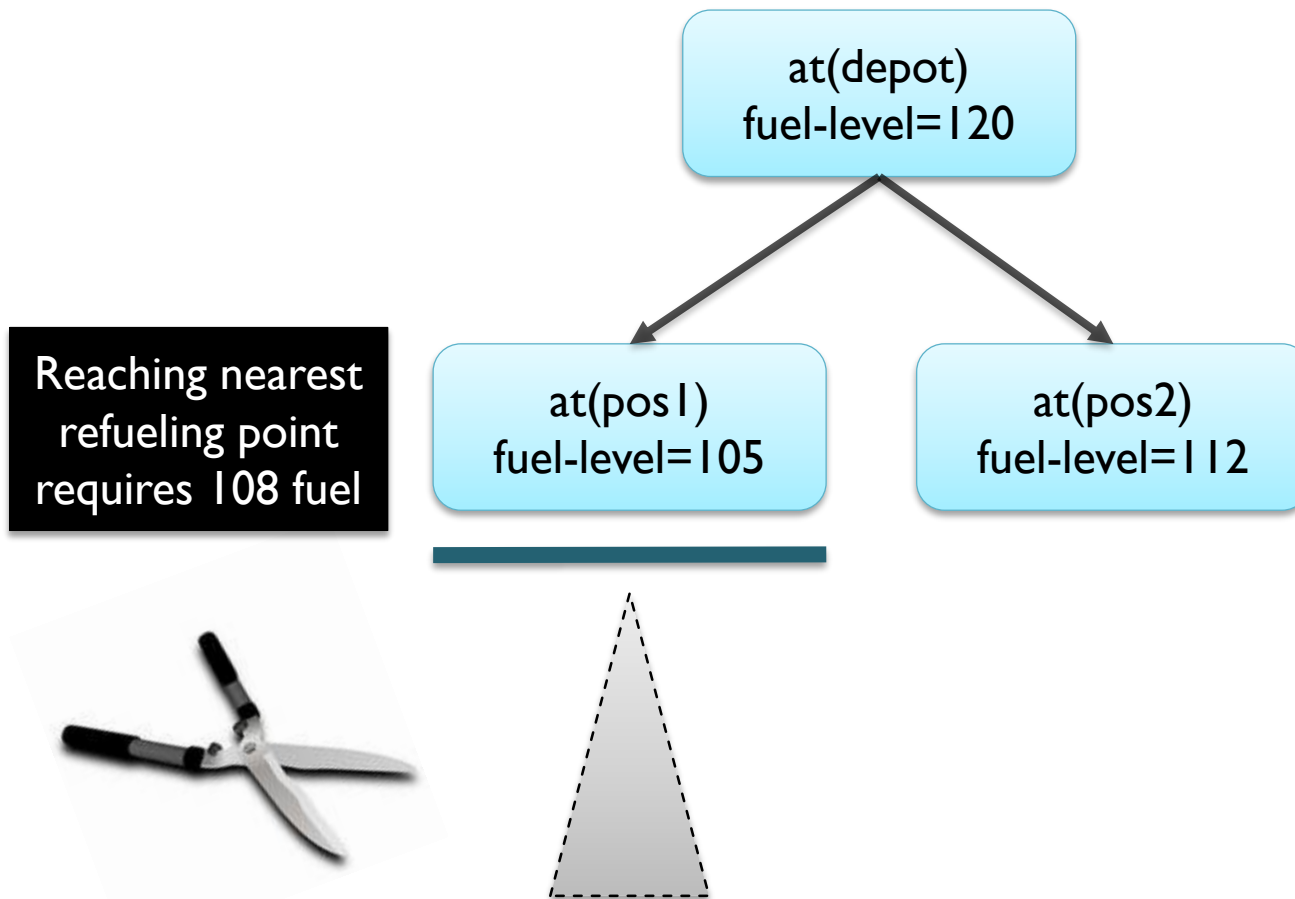 at(depot)
fuel-level=120
Reaching nearest
refueling point
requires 108 fuel
at(pos1)
fuel-level=105
at(pos2)
fuel-level=112